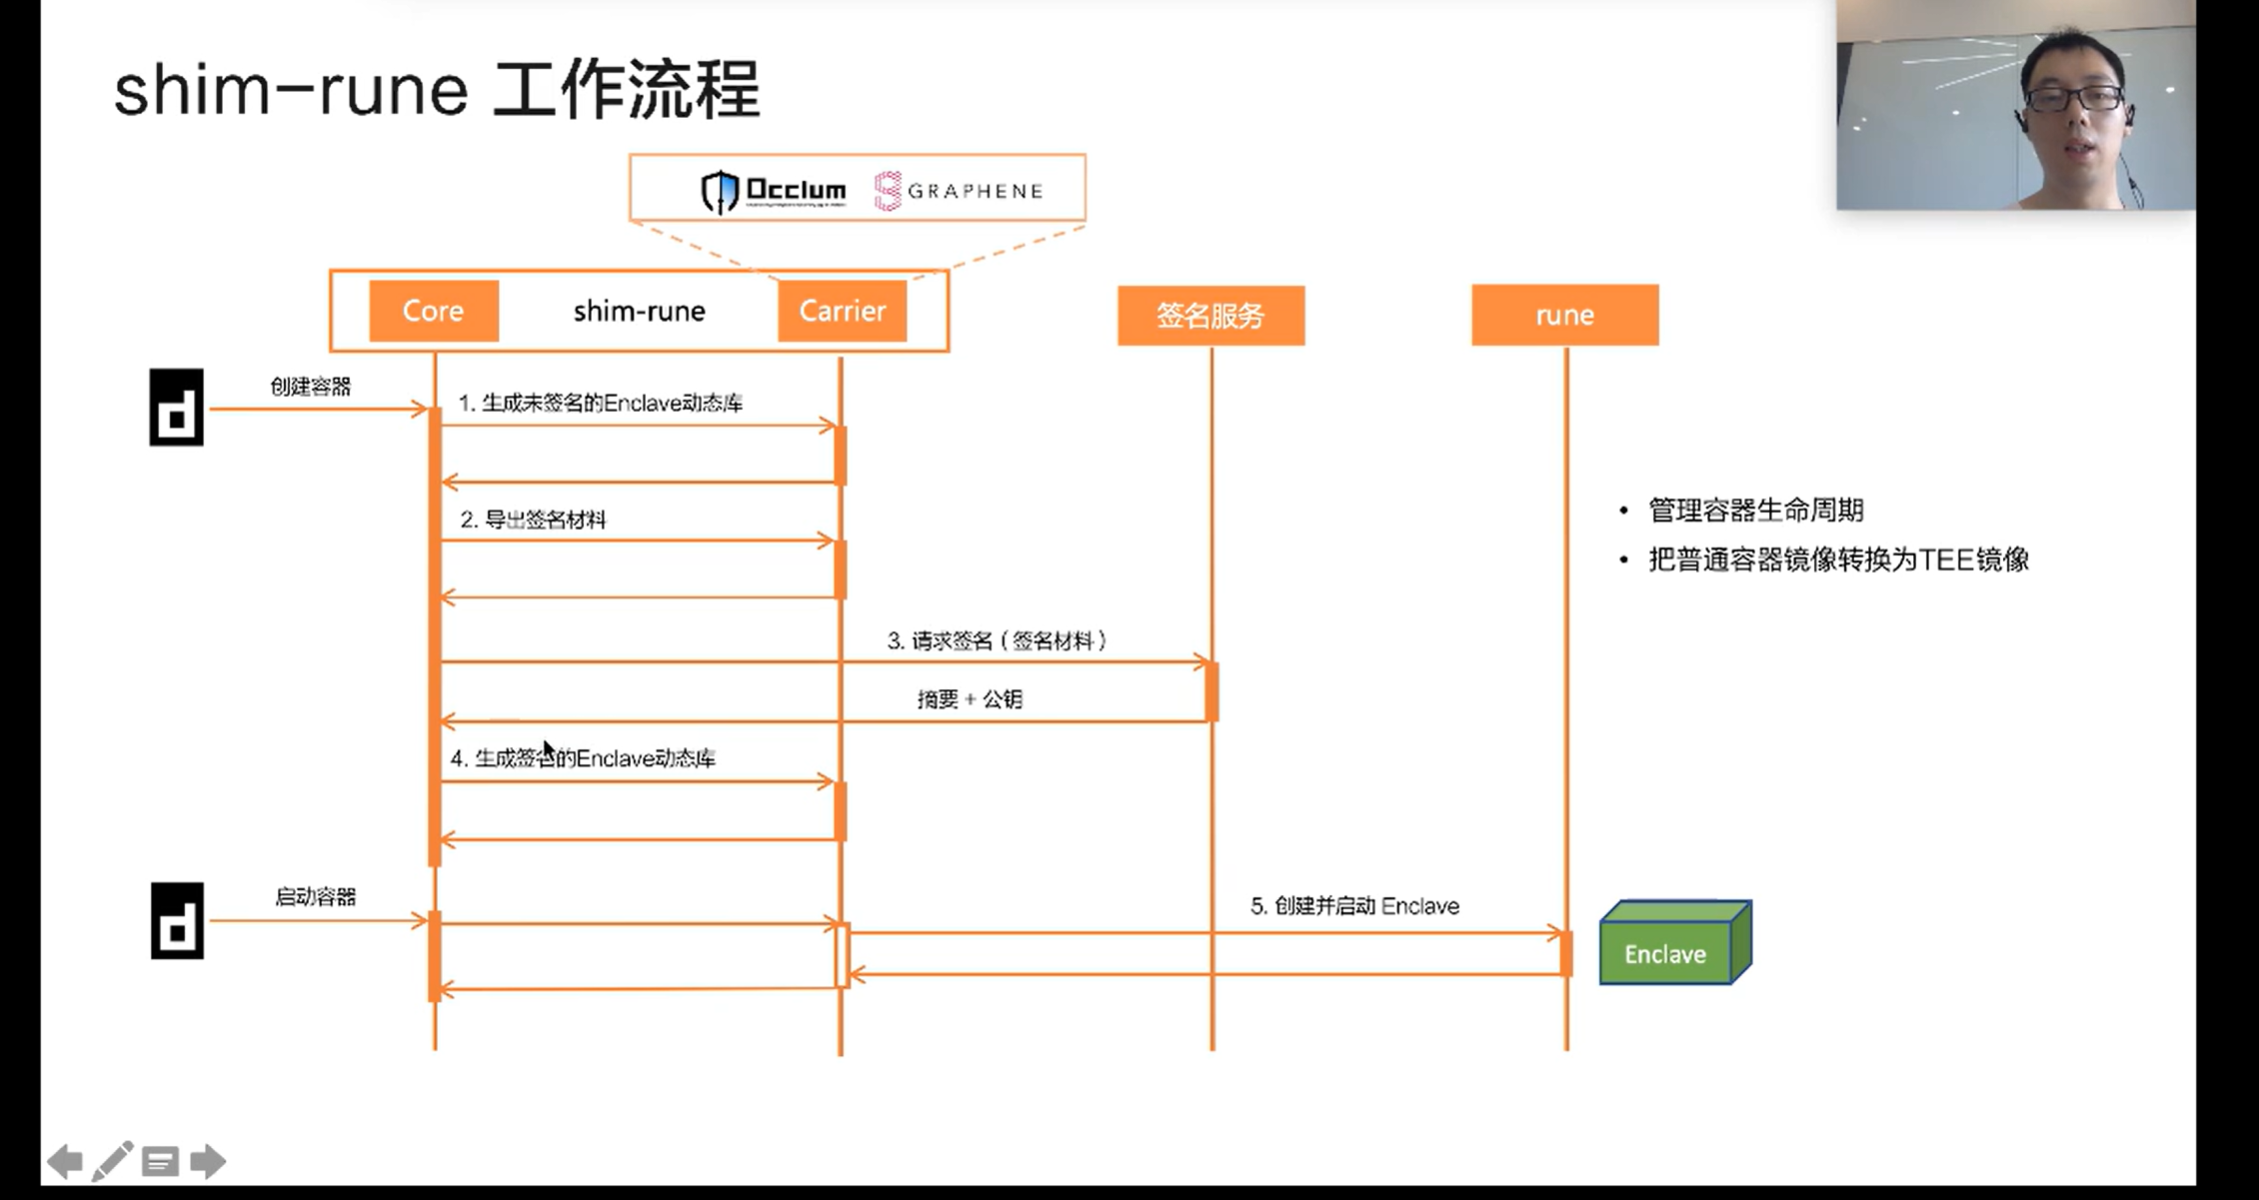 shim-rune 工作流程
Occlum
GRAPHENE
Core
shim-rune
Carrier
签名服务
rune
创建容器
1. 生成未签名的Enclave动态库
2. 导出签名材料
管理容器生命周期
把普通容器镜像转换为TEE镜像
3. 请求签名（签名材料）
摘要 + 公钥
4. 生成签名的Enclave动态库
启动容器
5. 创建并启动 Enclave
Enclave